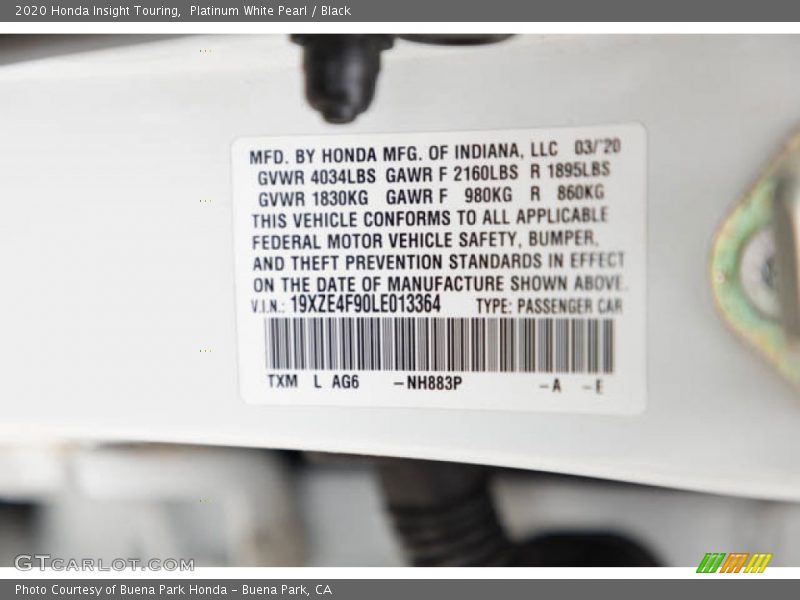 2020 Honda Insight Touring, Platinum White Pearl / Black
MFD. BY HONDA MFG. OF INDIANA, LLC 03/'20
GVWR 4034LBS GAWR F 2160LBS R 1895LBS
GVWR 1830KG GAWR F 980KG R 860KG
THIS VEHICLE CONFORMS TO ALL APPLICABLE
FEDERAL MOTOR VEHICLE SAFETY, BUMPER,
AND THEFT PREVENTION STANDARDS IN EFFECT
ON THE DATE OF MANUFACTURE SHOWN ABOVE.
V.I.N.: 19XZE4F90LE013364 TYPE: PASSENGER CAR
TXM L AG6 -NH883P -A -E
GTCARLOT.COM
Photo Courtesy of Buena Park Honda - Buena Park, CA